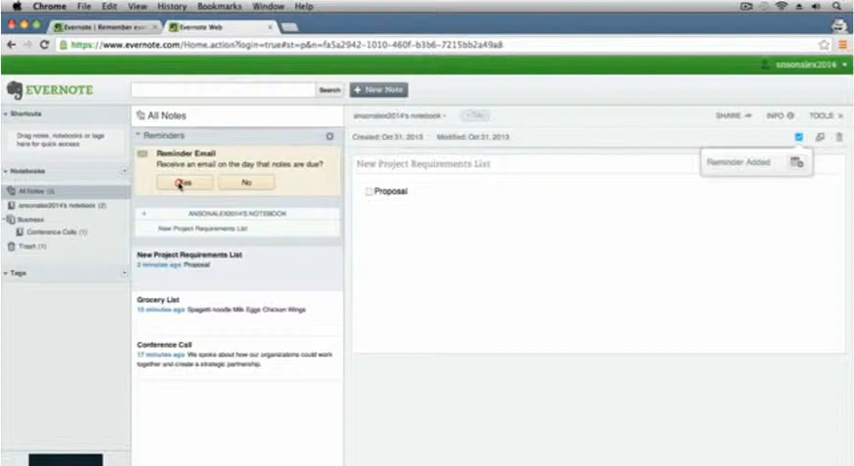 Chrome File Edit View History Bookmarks Window Help
Evernote | Remember eve
Evernote Web
https://www.evernote.com/Home.action?login=true#st=p&n=fa5a2942-1010-460f-b3b6-7215bb2a49a8
ansonalex2014
EVERNOTE
Search
+ New Note
Shortcuts
Drag notes, notebooks or tags
here for quick access
Notebooks
All Notes (3)
ansonalex2014's notebook (2)
Business
Conference Calls (1)
Trash (1)
Tags
All Notes
Reminders
Reminder Email
Receive an email on the day that notes are due?
Yes No
ANSONALEX2014'S NOTEBOOK
New Project Requirements List
New Project Requirements List
2 minutes ago Proposal
Grocery List
15 minutes ago Spagetti noodle Milk Eggs Chicken Wings
Conference Call
17 minutes ago We spoke about how our organizations could work
together and create a strategic partnership.
ansonalex2014's notebook
SHARE INFO TOOLS
Created: Oct 31, 2013 Modified: Oct 31, 2013
New Project Requirements List
Reminder Added
Proposal